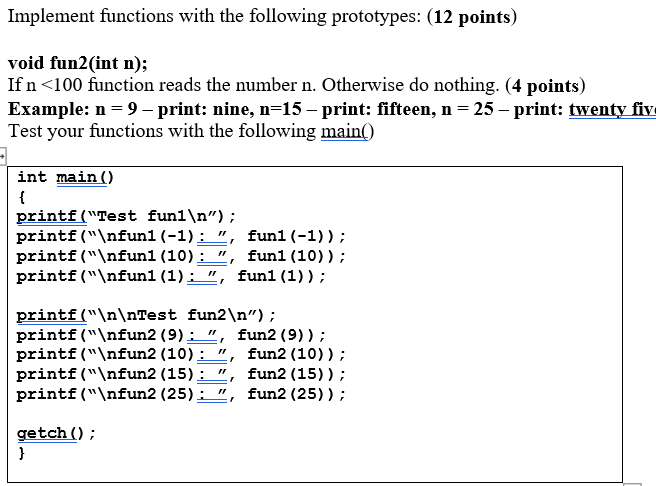 Implement functions with the following prototypes: (12 points)
void fun2(int n);
If n <100 function reads the number n. Otherwise do nothing. (4 points)
Example: n = 9 – print: nine, n=15 – print: fifteen, n = 25 – print: twenty five
Test your functions with the following main()
int main()
{
printf(“Test fun1\n”);
printf(“\nfun1(-1): ”, fun1(-1));
printf(“\nfun1(10): ”, fun1(10));
printf(“\nfun1(1): ”, fun1(1));
printf(“\n\nTest fun2\n”);
printf(“\nfun2(9): ”, fun2(9));
printf(“\nfun2(10): ”, fun2(10));
printf(“\nfun2(15): ”, fun2(15));
printf(“\nfun2(25): ”, fun2(25));
getch();
}